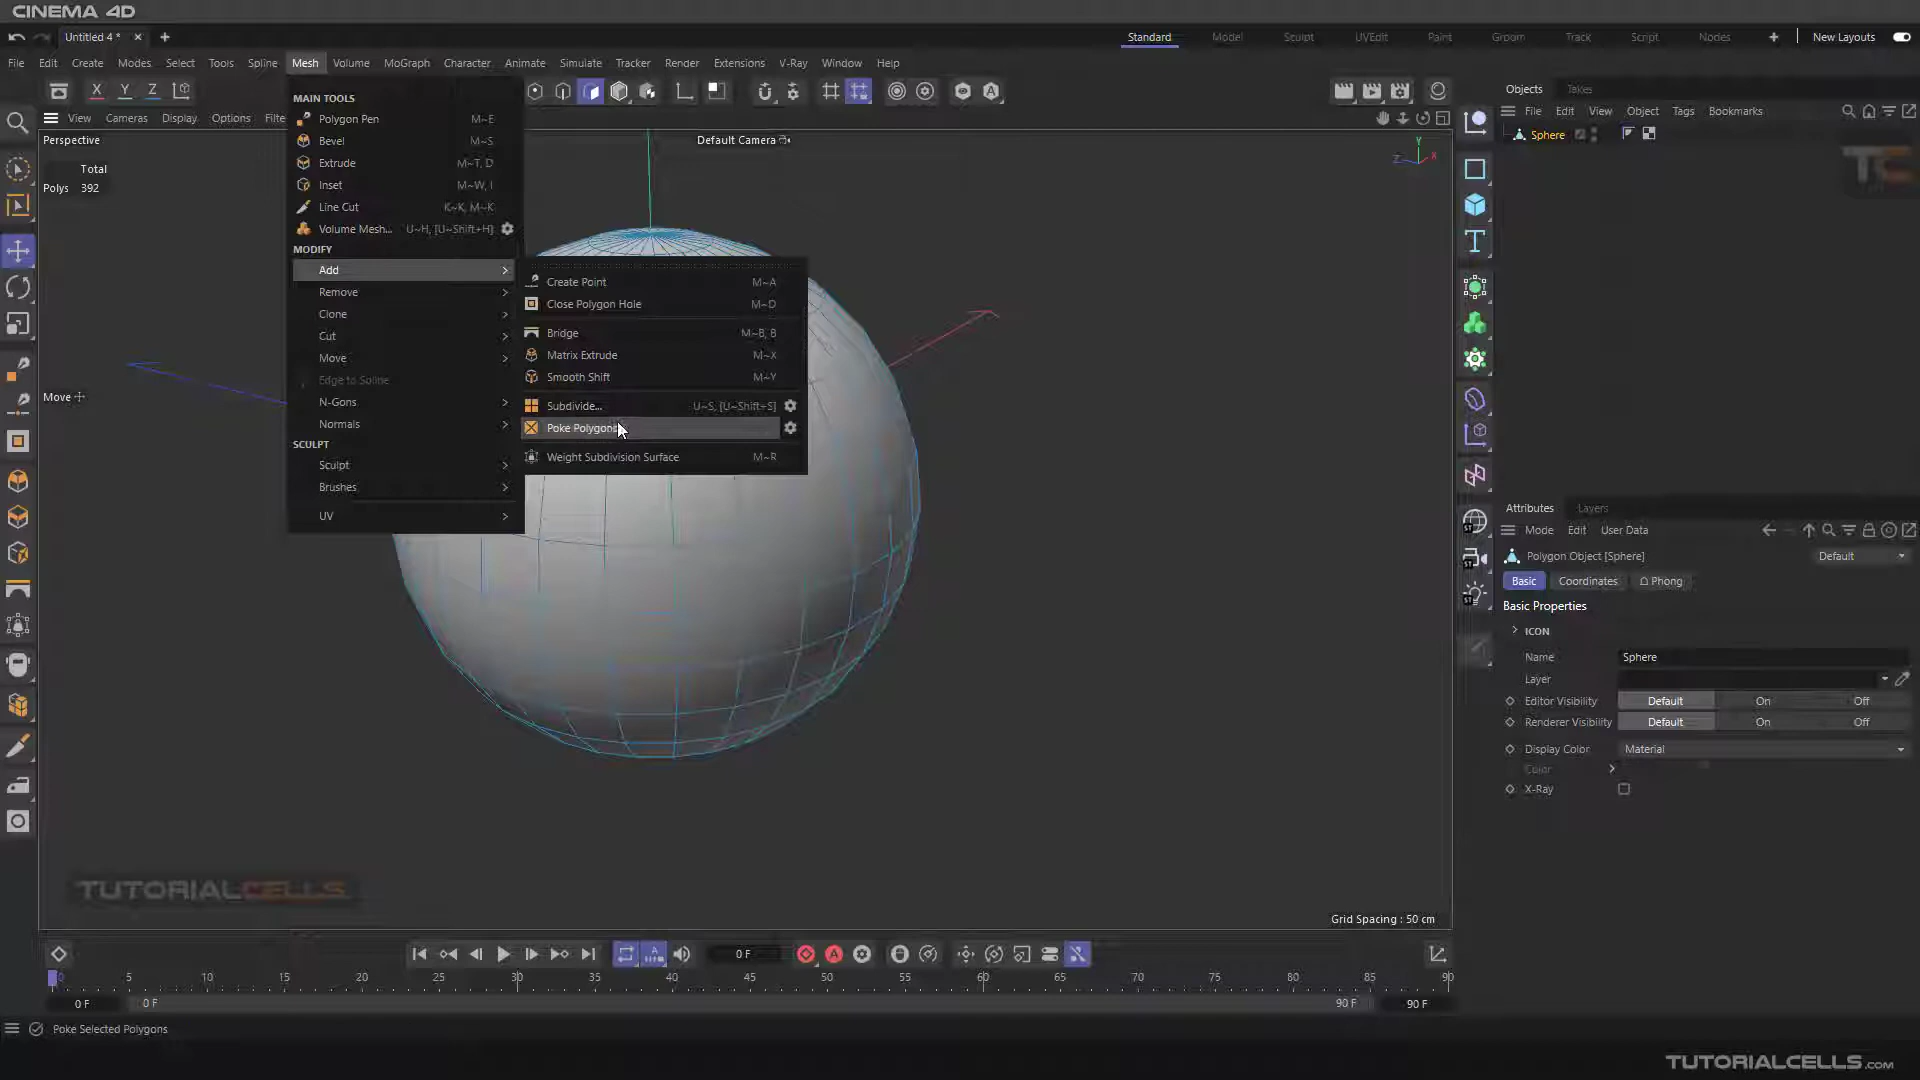 CINEMA 4D
Untitled 4 *
Standard
Model
Sculpt
UVEdit
Paint
Groom
Track
Script
Nodes
New Layouts
File Edit Create Modes Select Tools Spline Mesh Volume MoGraph Character Animate Simulate Tracker Render Extensions V-Ray Window Help
X Y Z
View Cameras Display Options Filte
Perspective
Default Camera
Total
Polys 392
Move
MAIN TOOLS
Polygon Pen M~E
Bevel M~S
Extrude M~T, D
Inset M~W, I
Line Cut K~K, M~K
Volume Mesh... U~H, [U~Shift+H]
MODIFY
Add
Remove
Clone
Cut
Move
Edge to Spline
N-Gons
Normals
SCULPT
Sculpt
Brushes
UV
Create Point M~A
Close Polygon Hole M~D
Bridge M~B, B
Matrix Extrude M~X
Smooth Shift M~Y
Subdivide... U~S, [U~Shift+S]
Poke Polygons
Weight Subdivision Surface M~R
Y
Z X
Objects Takes
File Edit View Object Tags Bookmarks
Sphere
TC
Attributes Layers
Mode Edit User Data
Polygon Object [Sphere]
Default
Basic Coordinates Phong
Basic Properties
ICON
Name Sphere
Layer
Editor Visibility Default On Off
Renderer Visibility Default On Off
Display Color Material
Color
X-Ray
TUTORIALCELLS
Grid Spacing : 50 cm
0 F
0 5 10 15 20 25 30 35 40 45 50 55 60 65 70 75 80 85 90
0 F 0 F 90 F 90 F
Poke Selected Polygons
TUTORIALCELLS.com